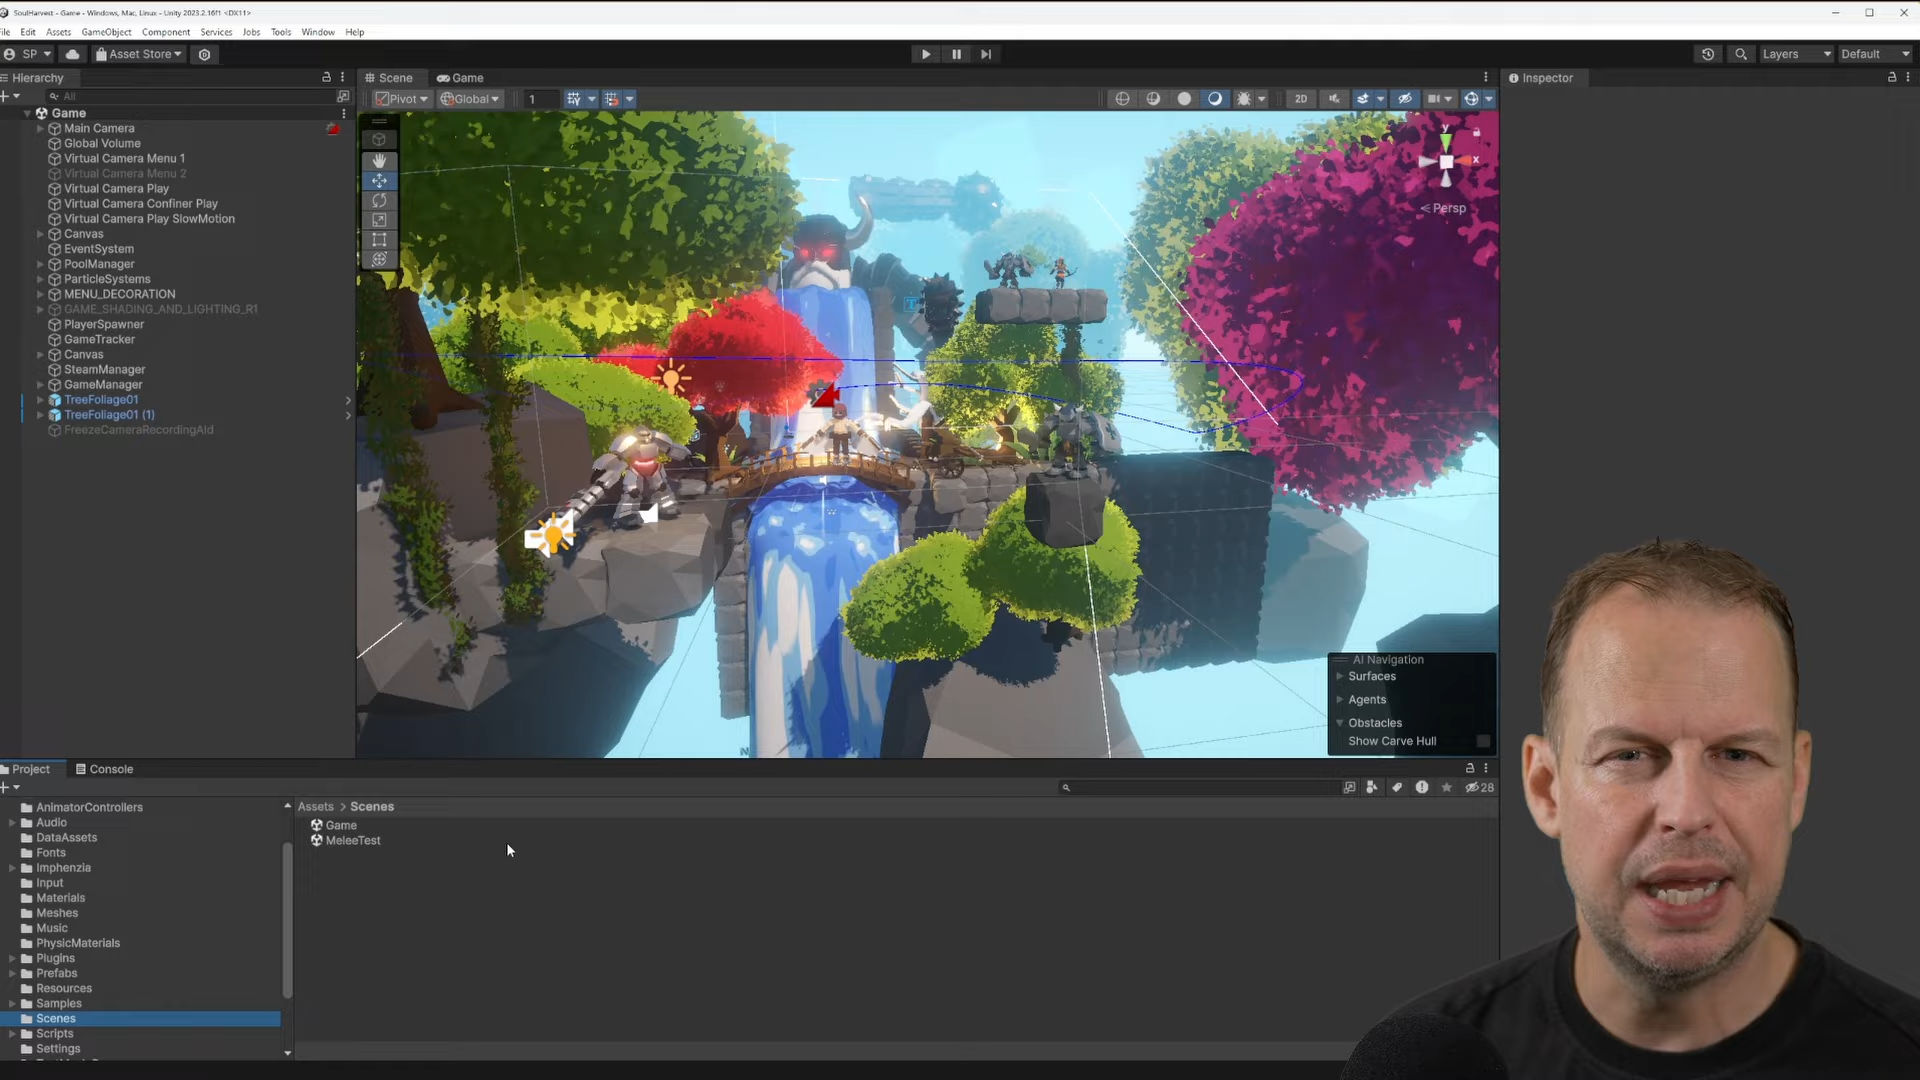 SoulHarvest - Game - Windows, Mac, Linux - Unity 2023.2.16f1 <DX11>
File Edit Assets GameObject Component Services Jobs Tools Window Help
SP Asset Store Layers Default
Hierarchy
All
Game
Main Camera
Global Volume
Virtual Camera Menu 1
Virtual Camera Menu 2
Virtual Camera Play
Virtual Camera Confiner Play
Virtual Camera Play SlowMotion
Canvas
EventSystem
PoolManager
ParticleSystems
MENU_DECORATION
GAME_SHADING_AND_LIGHTING_R1
PlayerSpawner
GameTracker
Canvas
SteamManager
GameManager
TreeFoliage01
TreeFoliage01 (1)
FreezeCameraRecordingAid
Scene Game
Pivot Global 1 2D
y
x
< Persp
AI Navigation
Surfaces
Agents
Obstacles
Show Carve Hull
Inspector
Project Console
28
AnimatorControllers
Audio
DataAssets
Fonts
Imphenzia
Input
Materials
Meshes
Music
PhysicMaterials
Plugins
Prefabs
Resources
Samples
Scenes
Scripts
Settings
Assets > Scenes
Game
MeleeTest